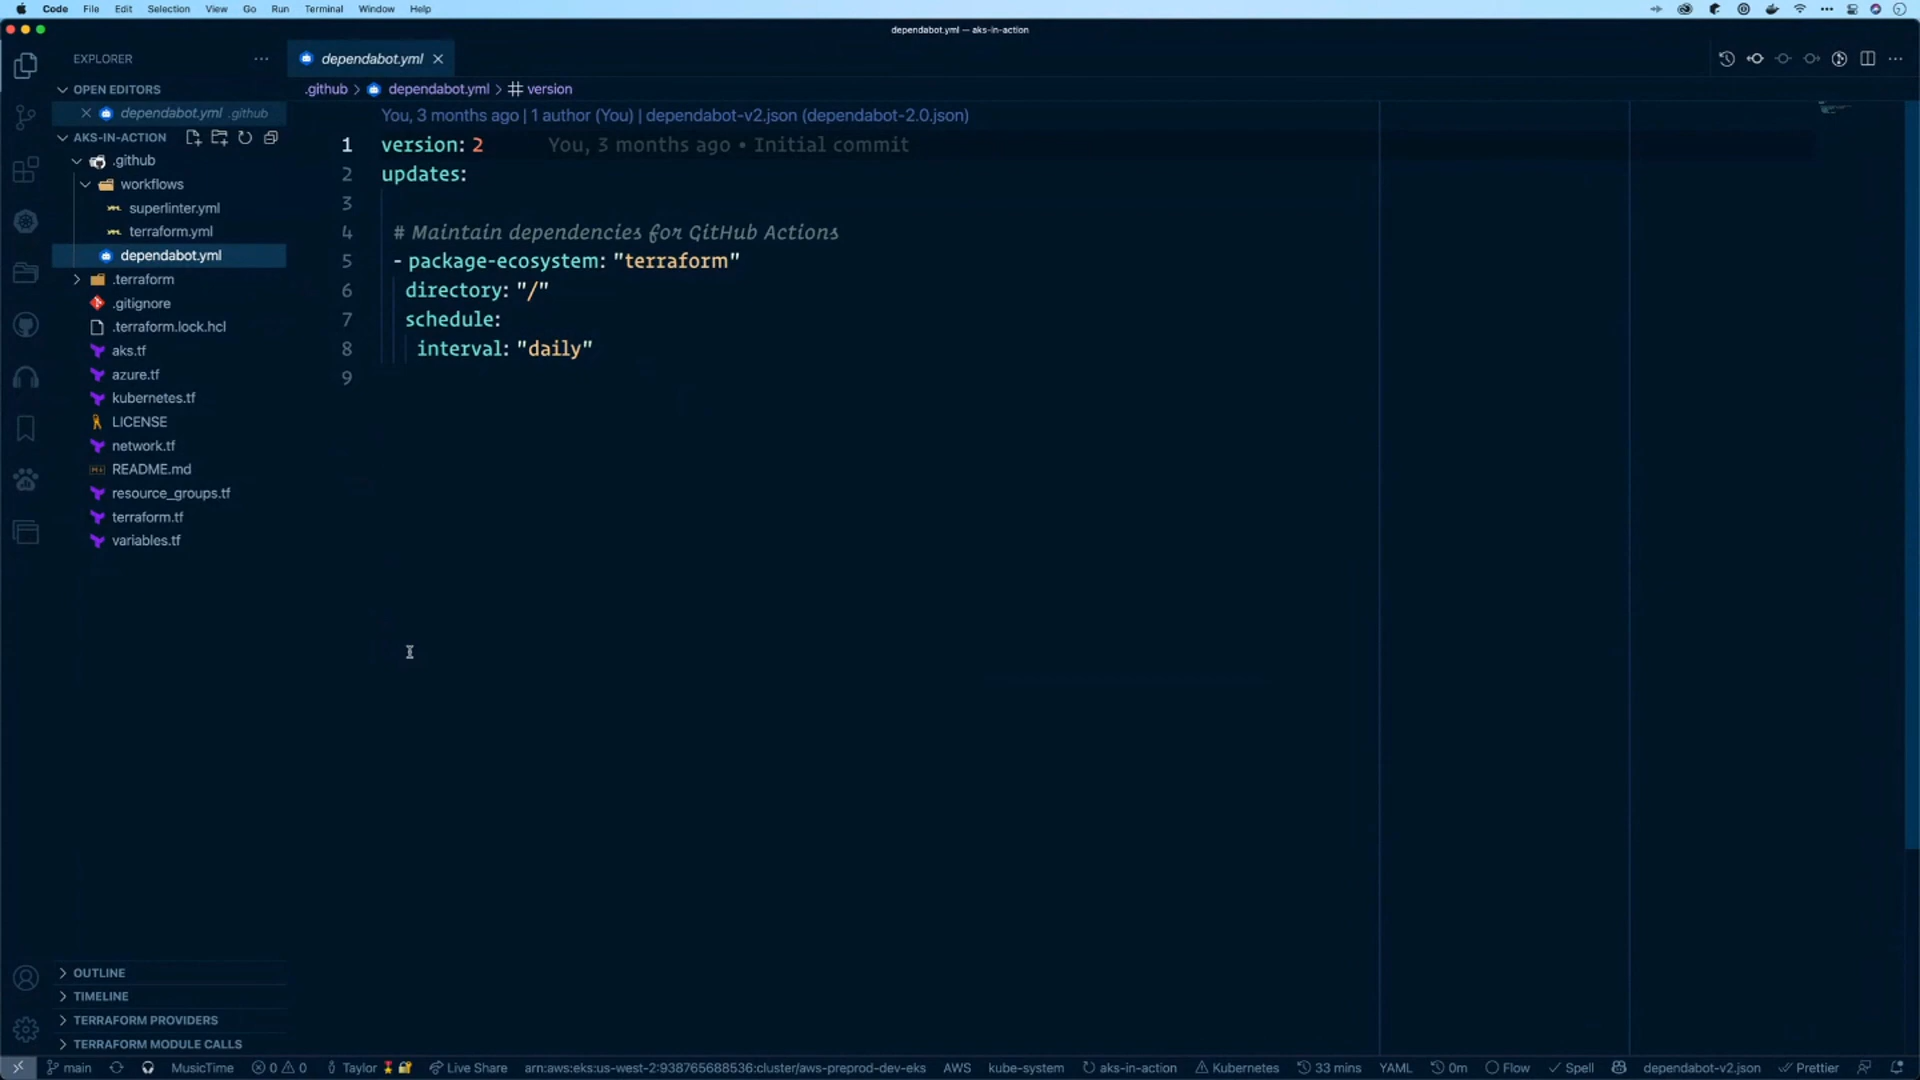 Code File Edit Selection View Go Run Terminal Window Help
dependabot.yml — aks-in-action
EXPLORER
dependabot.yml
OPEN EDITORS
dependabot.yml .github
AKS-IN-ACTION
.github
workflows
superlinter.yml
terraform.yml
dependabot.yml
.terraform
.gitignore
.terraform.lock.hcl
aks.tf
azure.tf
kubernetes.tf
LICENSE
network.tf
README.md
resource_groups.tf
terraform.tf
variables.tf
OUTLINE
TIMELINE
TERRAFORM PROVIDERS
TERRAFORM MODULE CALLS
.github > dependabot.yml > # version
You, 3 months ago | 1 author (You) | dependabot-v2.json (dependabot-2.0.json)
1 version: 2 You, 3 months ago • Initial commit
2 updates:
3
4 # Maintain dependencies for GitHub Actions
5 - package-ecosystem: "terraform"
6 directory: "/"
7 schedule:
8 interval: "daily"
9
main MusicTime 0 0 Taylor Live Share arn:aws:eks:us-west-2:938765688536:cluster/aws-preprod-dev-eks AWS kube-system aks-in-action Kubernetes 33 mins YAML 0m Flow Spell dependabot-v2.json Prettier